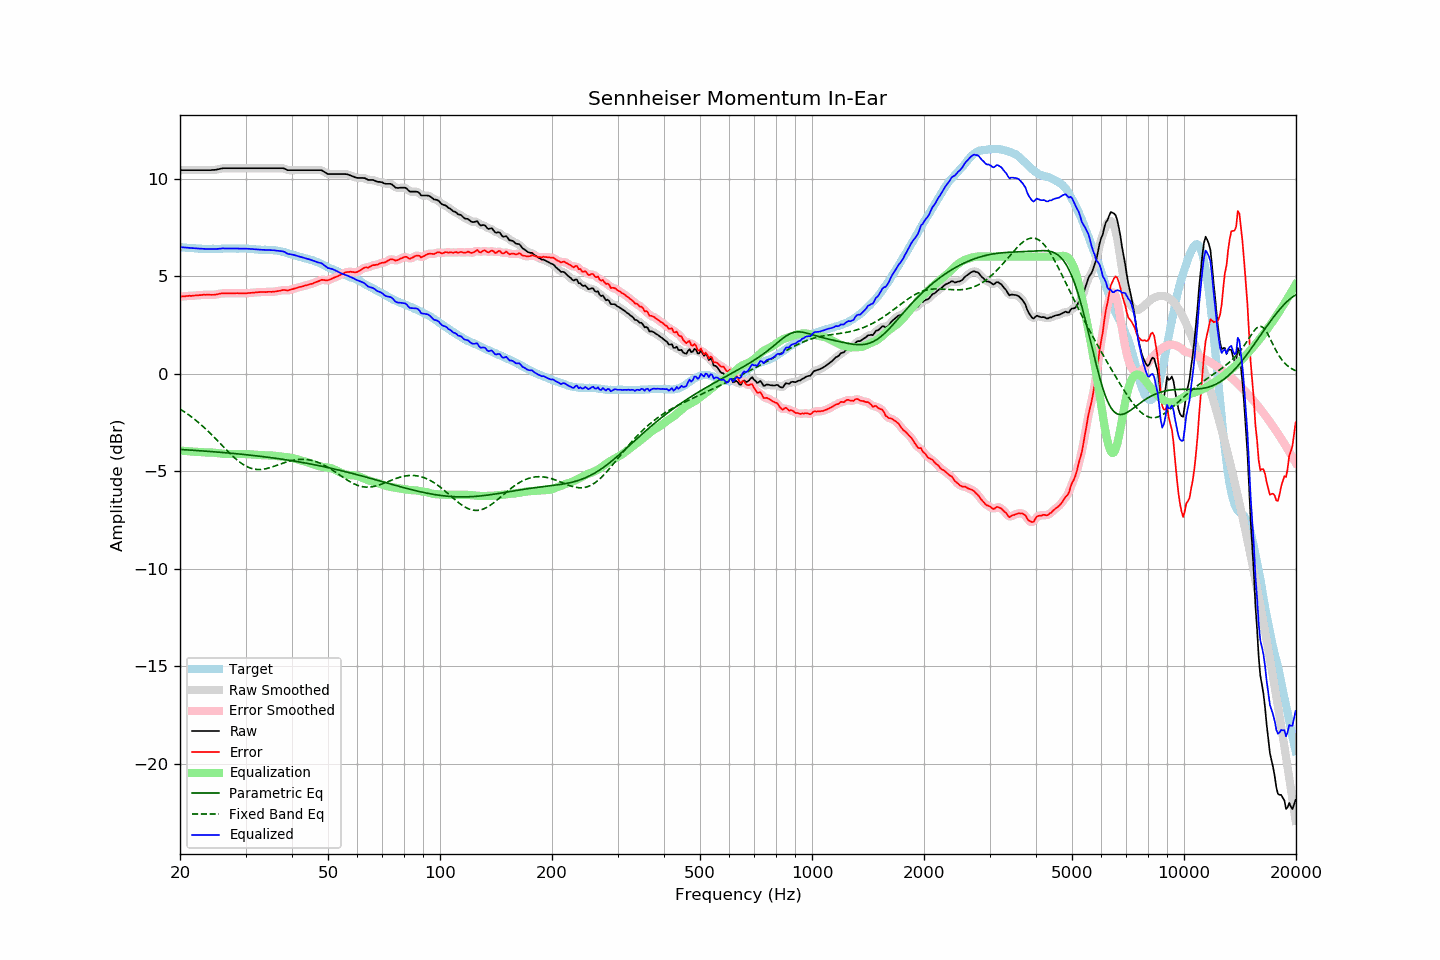 Sennheiser Momentum In-Ear
Amplitude (dBr)
10
5
0
−5
−10
−15
−20
Target
Raw Smoothed
Error Smoothed
Raw
Error
Equalization
Parametric Eq
Fixed Band Eq
Equalized
20 50 100 200 500 1000 2000 5000 10000 20000
Frequency (Hz)